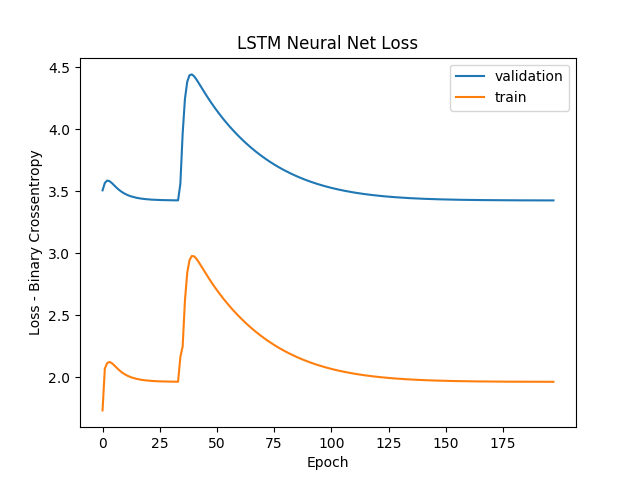 LSTM Neural Net Loss
validation
train
Loss - Binary Crossentropy
4.5
4.0
3.5
3.0
2.5
2.0
0 25 50 75 100 125 150 175
Epoch